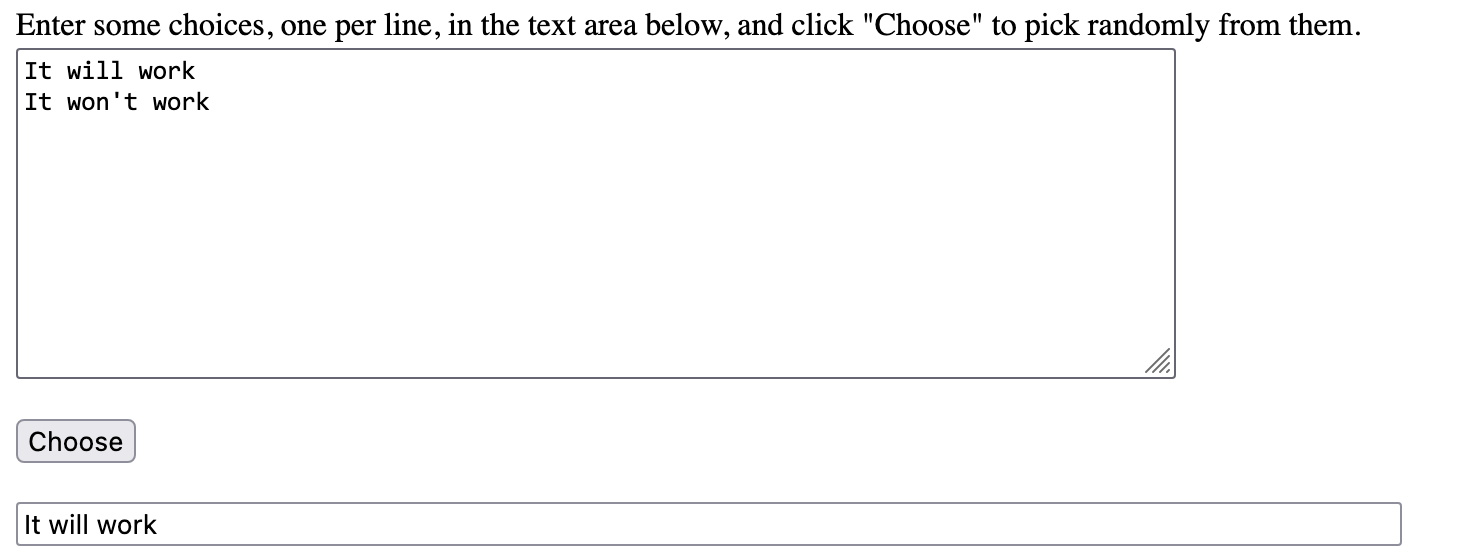 Enter some choices, one per line, in the text area below, and click "Choose" to pick randomly from them.
It will work
It won't work
Choose
It will work